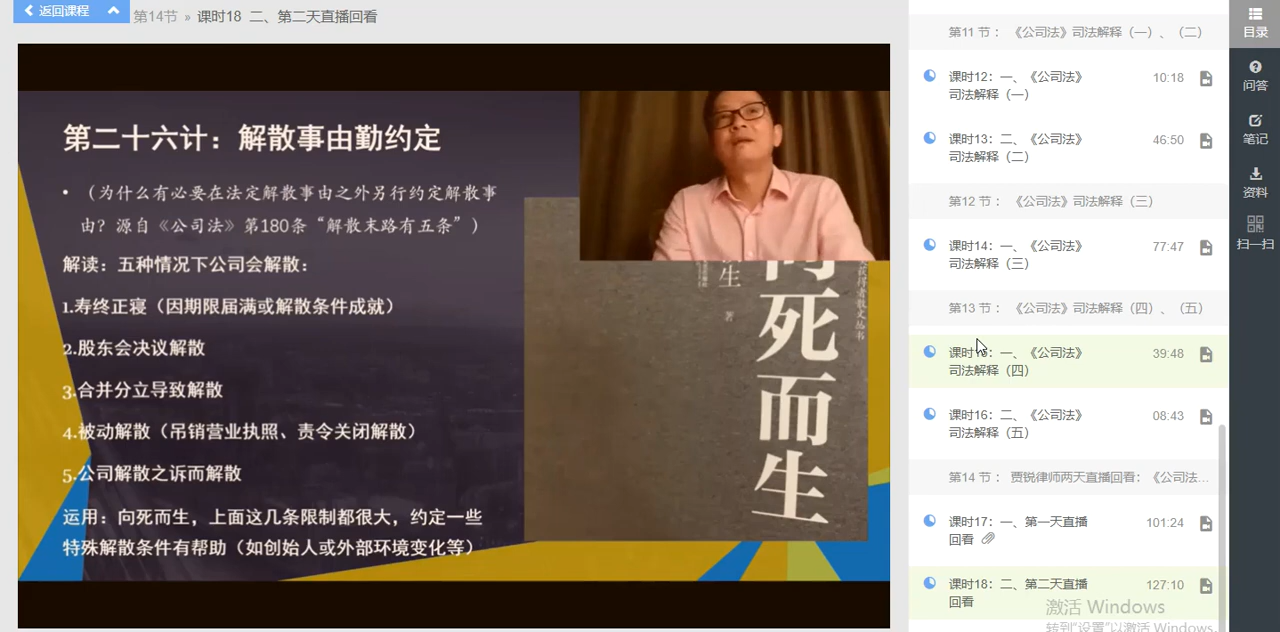 返回课程
第14节 » 课时18 二、第二天直播回看
第二十六计：解散事由勤约定
• （为什么有必要在法定解散事由之外另行约定解散事
由？源自《公司法》第180条“解散末路有五条”）
解读：五种情况下公司会解散：
1.寿终正寝（因期限届满或解散条件成就）
2.股东会决议解散
3.合并分立导致解散
4.被动解散（吊销营业执照、责令关闭解散）
5.公司解散之诉而解散
运用：向死而生，上面这几条限制都很大，约定一些
特殊解散条件有帮助（如创始人或外部环境变化等）
生
著
向死而生
第11节： 《公司法》司法解释（一）、（二）
课时12：一、《公司法》
司法解释（一）
10:18
课时13：二、《公司法》
司法解释（二）
46:50
第12节： 《公司法》司法解释（三）
课时14：一、《公司法》
司法解释（三）
77:47
第13节： 《公司法》司法解释（四）、（五）
课时15：一、《公司法》
司法解释（四）
39:48
课时16：二、《公司法》
司法解释（五）
08:43
第14节： 贾锐律师两天直播回看：《公司法...
课时17：一、第一天直播
回看
101:24
课时18：二、第二天直播
回看
127:10
激活 Windows
转到“设置”以激活 Windows。
目录
问答
笔记
资料
扫一扫